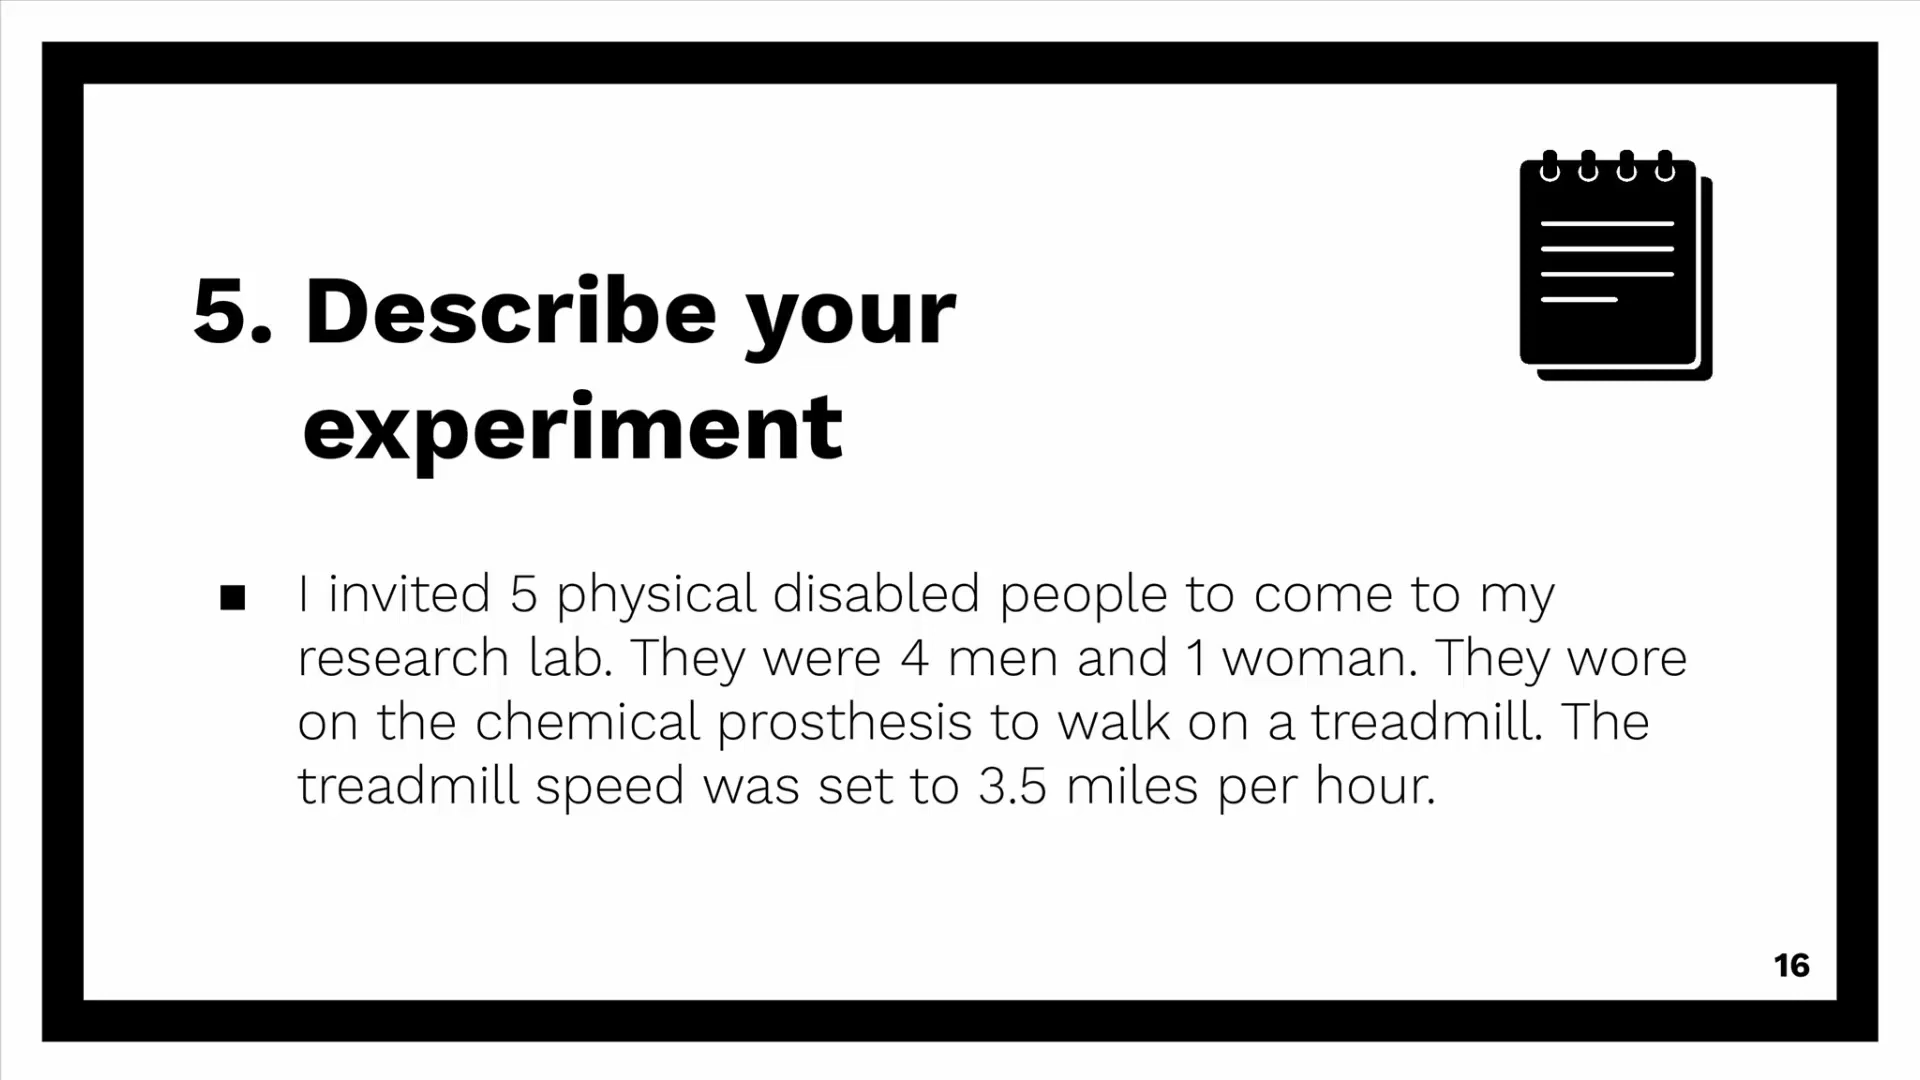 5. Describe your
experiment
■ I invited 5 physical disabled people to come to my
research lab. They were 4 men and 1 woman. They wore
on the chemical prosthesis to walk on a treadmill. The
treadmill speed was set to 3.5 miles per hour.
16